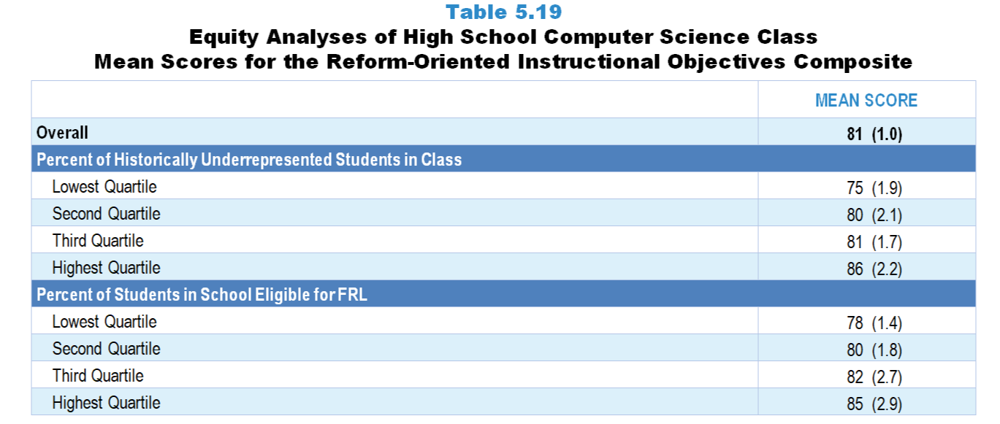 Table 5.19
Equity Analyses of High School Computer Science Class
Mean Scores for the Reform-Oriented Instructional Objectives Composite
MEAN SCORE
Overall 81 (1.0)
Percent of Historically Underrepresented Students in Class
Lowest Quartile 75 (1.9)
Second Quartile 80 (2.1)
Third Quartile 81 (1.7)
Highest Quartile 86 (2.2)
Percent of Students in School Eligible for FRL
Lowest Quartile 78 (1.4)
Second Quartile 80 (1.8)
Third Quartile 82 (2.7)
Highest Quartile 85 (2.9)